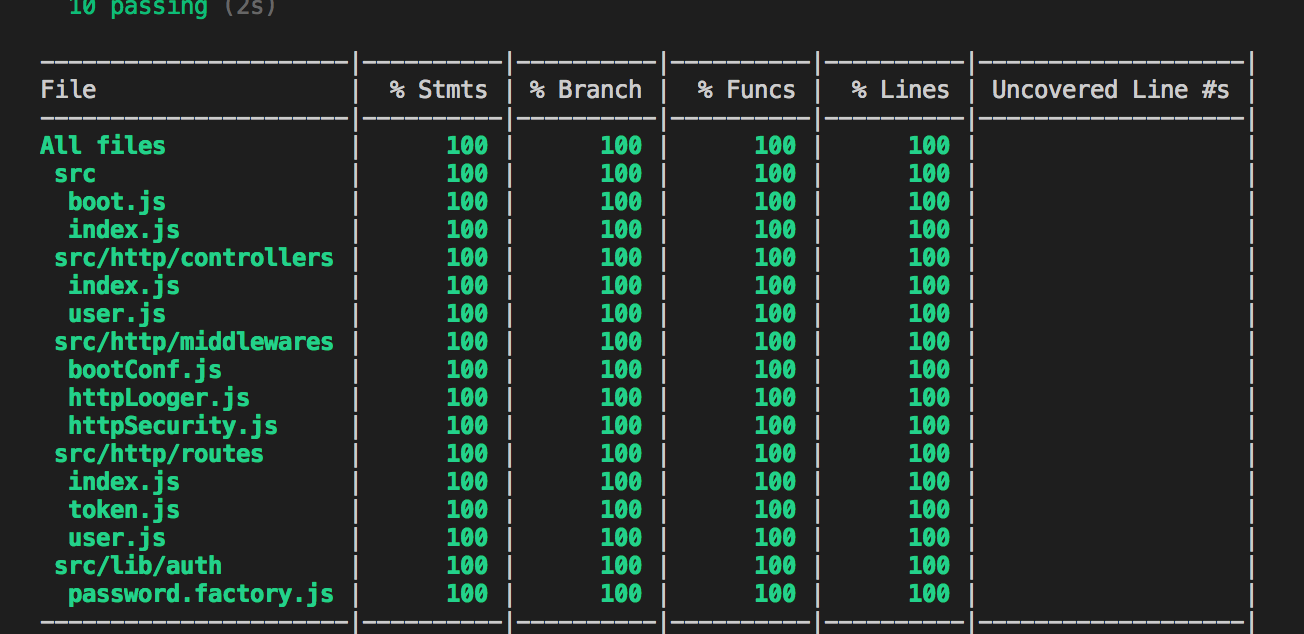 10 passing (2s)
File | % Stmts | % Branch | % Funcs | % Lines | Uncovered Line #s |
All files | 100 | 100 | 100 | 100 | |
src | 100 | 100 | 100 | 100 | |
boot.js | 100 | 100 | 100 | 100 | |
index.js | 100 | 100 | 100 | 100 | |
src/http/controllers | 100 | 100 | 100 | 100 | |
index.js | 100 | 100 | 100 | 100 | |
user.js | 100 | 100 | 100 | 100 | |
src/http/middlewares | 100 | 100 | 100 | 100 | |
bootConf.js | 100 | 100 | 100 | 100 | |
httpLooger.js | 100 | 100 | 100 | 100 | |
httpSecurity.js | 100 | 100 | 100 | 100 | |
src/http/routes | 100 | 100 | 100 | 100 | |
index.js | 100 | 100 | 100 | 100 | |
token.js | 100 | 100 | 100 | 100 | |
user.js | 100 | 100 | 100 | 100 | |
src/lib/auth | 100 | 100 | 100 | 100 | |
password.factory.js | 100 | 100 | 100 | 100 | |